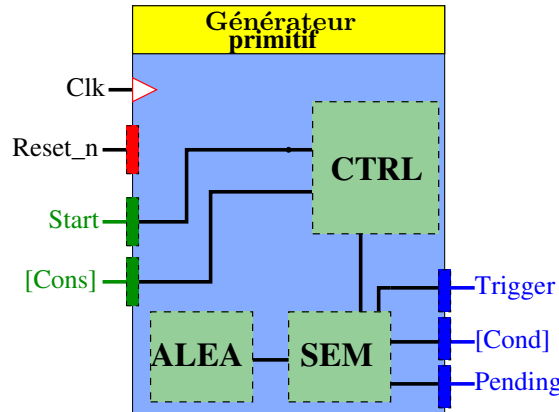 Générateur
primitif
Clk
Reset_n
CTRL
Start
[Cons]
Trigger
ALEA
SEM
[Cond]
Pending